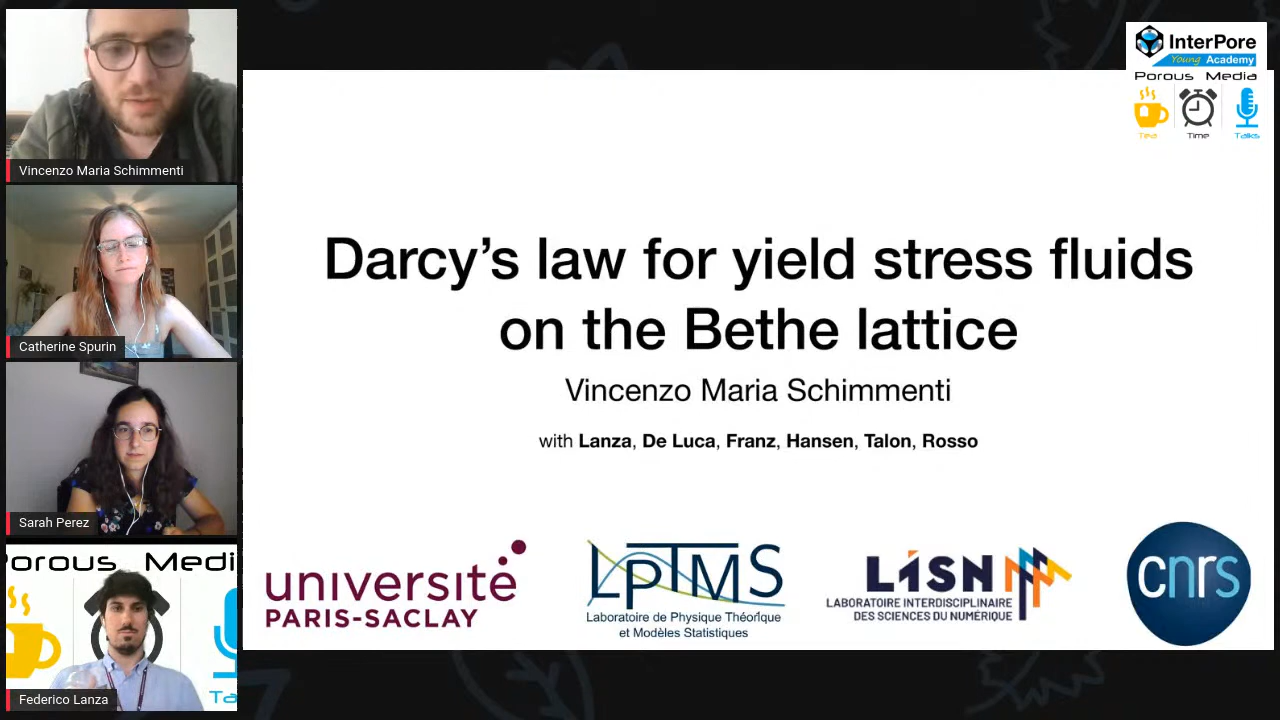 Vincenzo Maria Schimmenti
Catherine Spurin
Sarah Perez
Porous Medi
Ta
Federico Lanza
InterPore
Young Academy
Porous Media
Tea Time Talks
Darcy’s law for yield stress fluids
on the Bethe lattice
Vincenzo Maria Schimmenti
with Lanza, De Luca, Franz, Hansen, Talon, Rosso
université
PARIS-SACLAY
LPTMS
Laboratoire de Physique Théorique
et Modèles Statistiques
LISN
LABORATOIRE INTERDISCIPLINAIRE
DES SCIENCES DU NUMÉRIQUE
cnrs